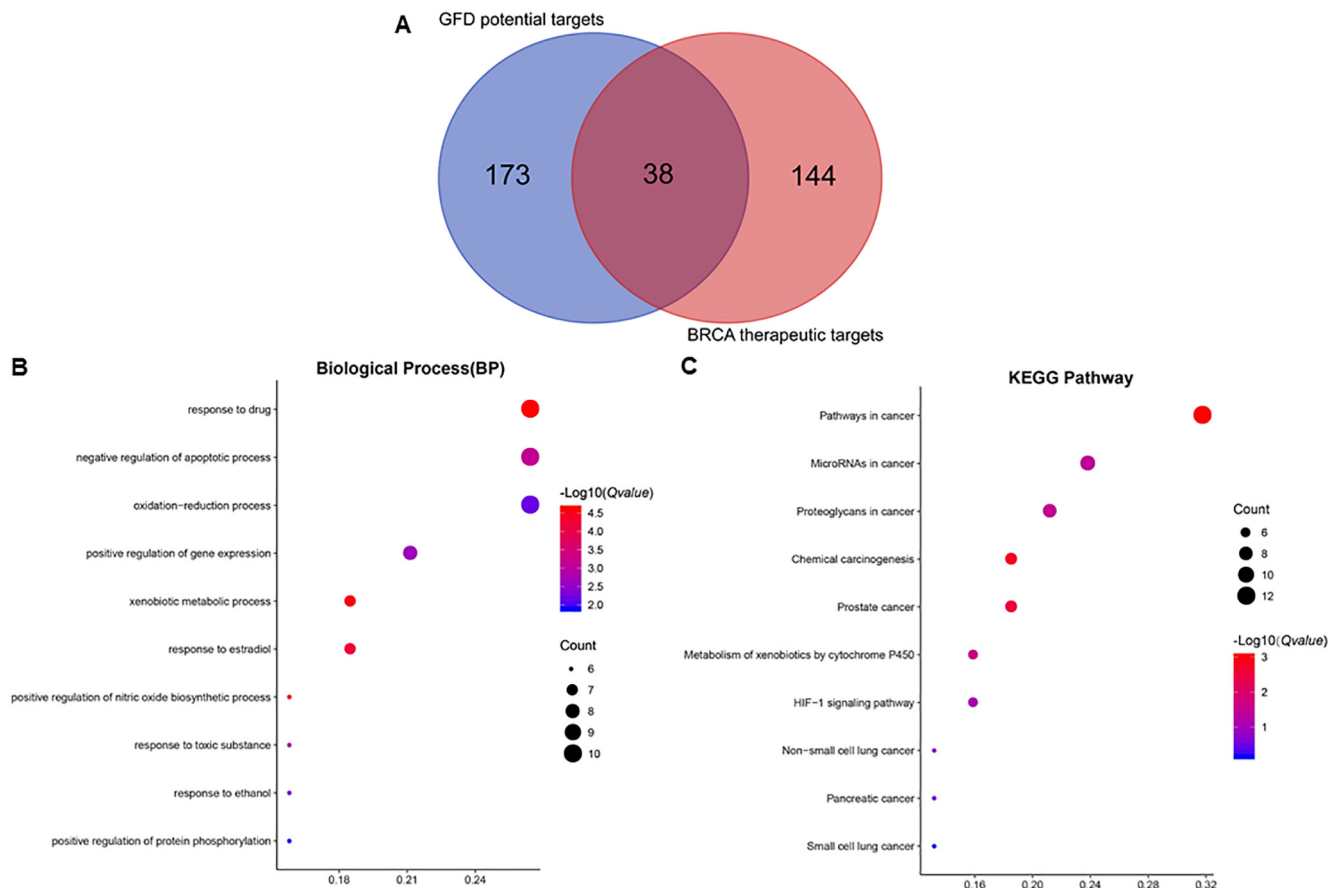 A
GFD potential targets
173
38
144
BRCA therapeutic targets
B
Biological Process(BP)
response to drug
negative regulation of apoptotic process
oxidation−reduction process
positive regulation of gene expression
xenobiotic metabolic process
response to estradiol
positive regulation of nitric oxide biosynthetic process
response to toxic substance
response to ethanol
positive regulation of protein phosphorylation
0.18
0.21
0.24
-Log10(Qvalue)
4.5
4.0
3.5
3.0
2.5
2.0
Count
6
7
8
9
10
C
KEGG Pathway
Pathways in cancer
MicroRNAs in cancer
Proteoglycans in cancer
Chemical carcinogenesis
Prostate cancer
Metabolism of xenobiotics by cytochrome P450
HIF−1 signaling pathway
Non−small cell lung cancer
Pancreatic cancer
Small cell lung cancer
0.16
0.20
0.24
0.28
0.32
Count
6
8
10
12
-Log10(Qvalue)
3
2
1